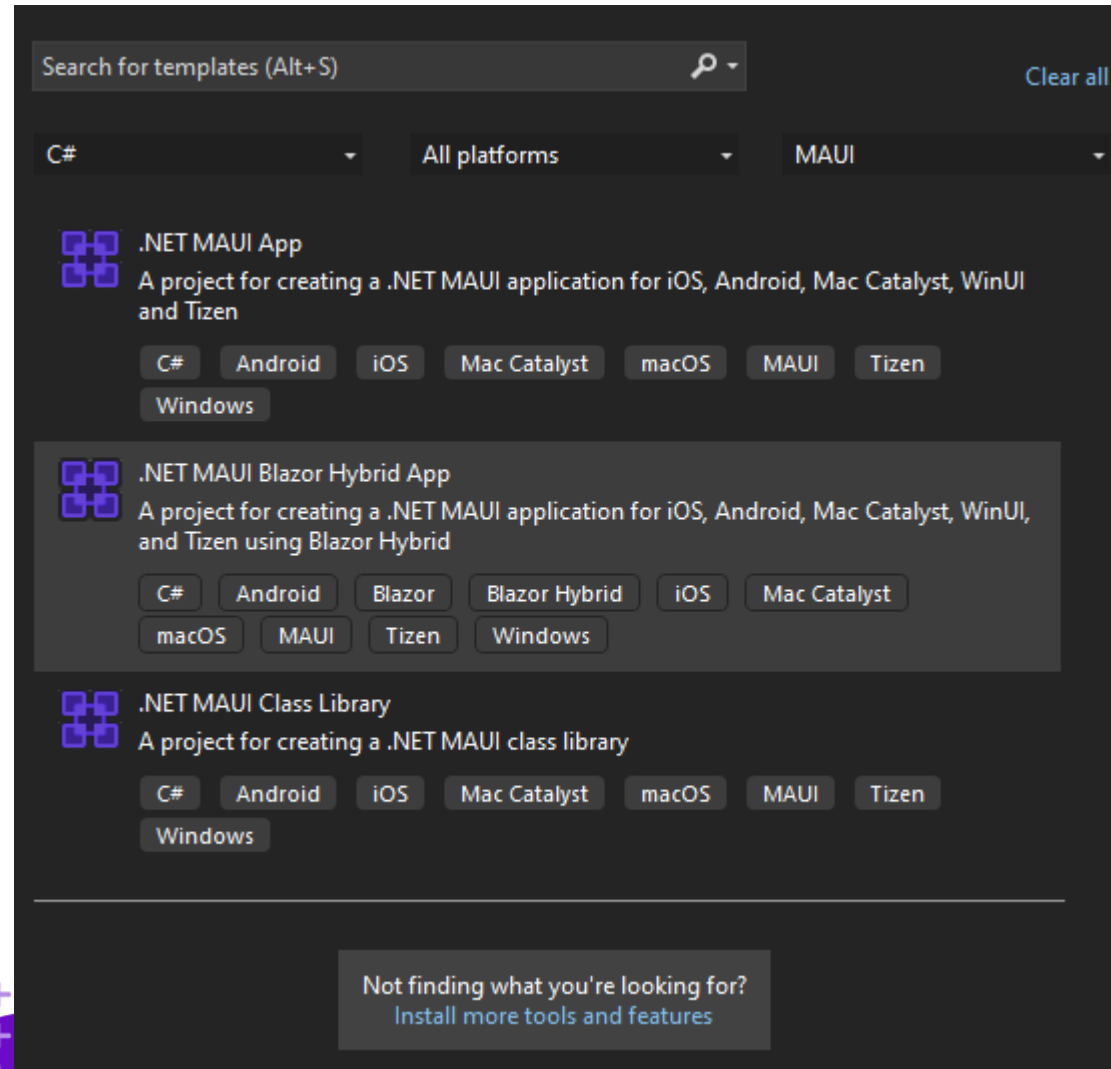 Search for templates (Alt+S)
Clear all
C# All platforms MAUI
.NET MAUI App
A project for creating a .NET MAUI application for iOS, Android, Mac Catalyst, WinUI
and Tizen
C# Android iOS Mac Catalyst macOS MAUI Tizen
Windows
.NET MAUI Blazor Hybrid App
A project for creating a .NET MAUI application for iOS, Android, Mac Catalyst, WinUI,
and Tizen using Blazor Hybrid
C# Android Blazor Blazor Hybrid iOS Mac Catalyst
macOS MAUI Tizen Windows
.NET MAUI Class Library
A project for creating a .NET MAUI class library
C# Android iOS Mac Catalyst macOS MAUI Tizen
Windows
Not finding what you're looking for?
Install more tools and features